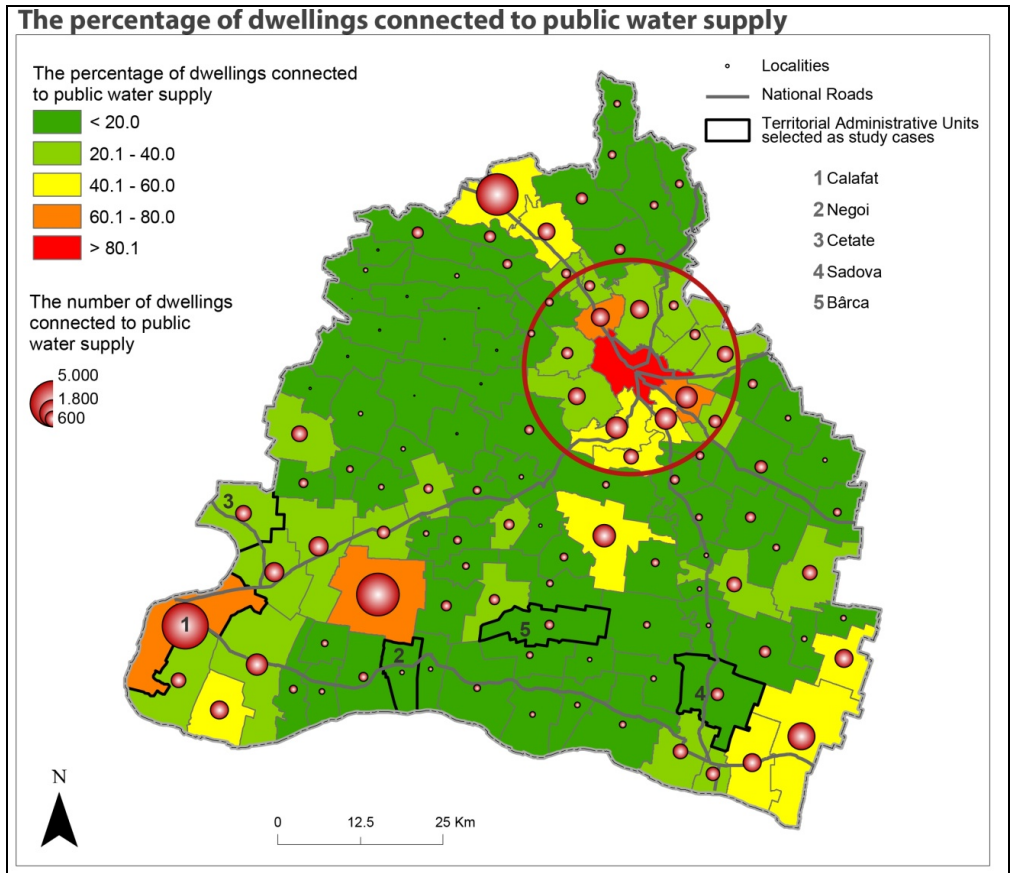 The percentage of dwellings connected to public water supply
The percentage of dwellings connected
to public water supply
< 20.0
20.1 - 40.0
40.1 - 60.0
60.1 - 80.0
> 80.1
The number of dwellings
connected to public
water supply
5.000
1.800
600
Localities
National Roads
Territorial Administrative Units
selected as study cases
1 Calafat
2 Negoi
3 Cetate
4 Sadova
5 Bârca
3
1
2
5
4
N
0 12.5 25 Km